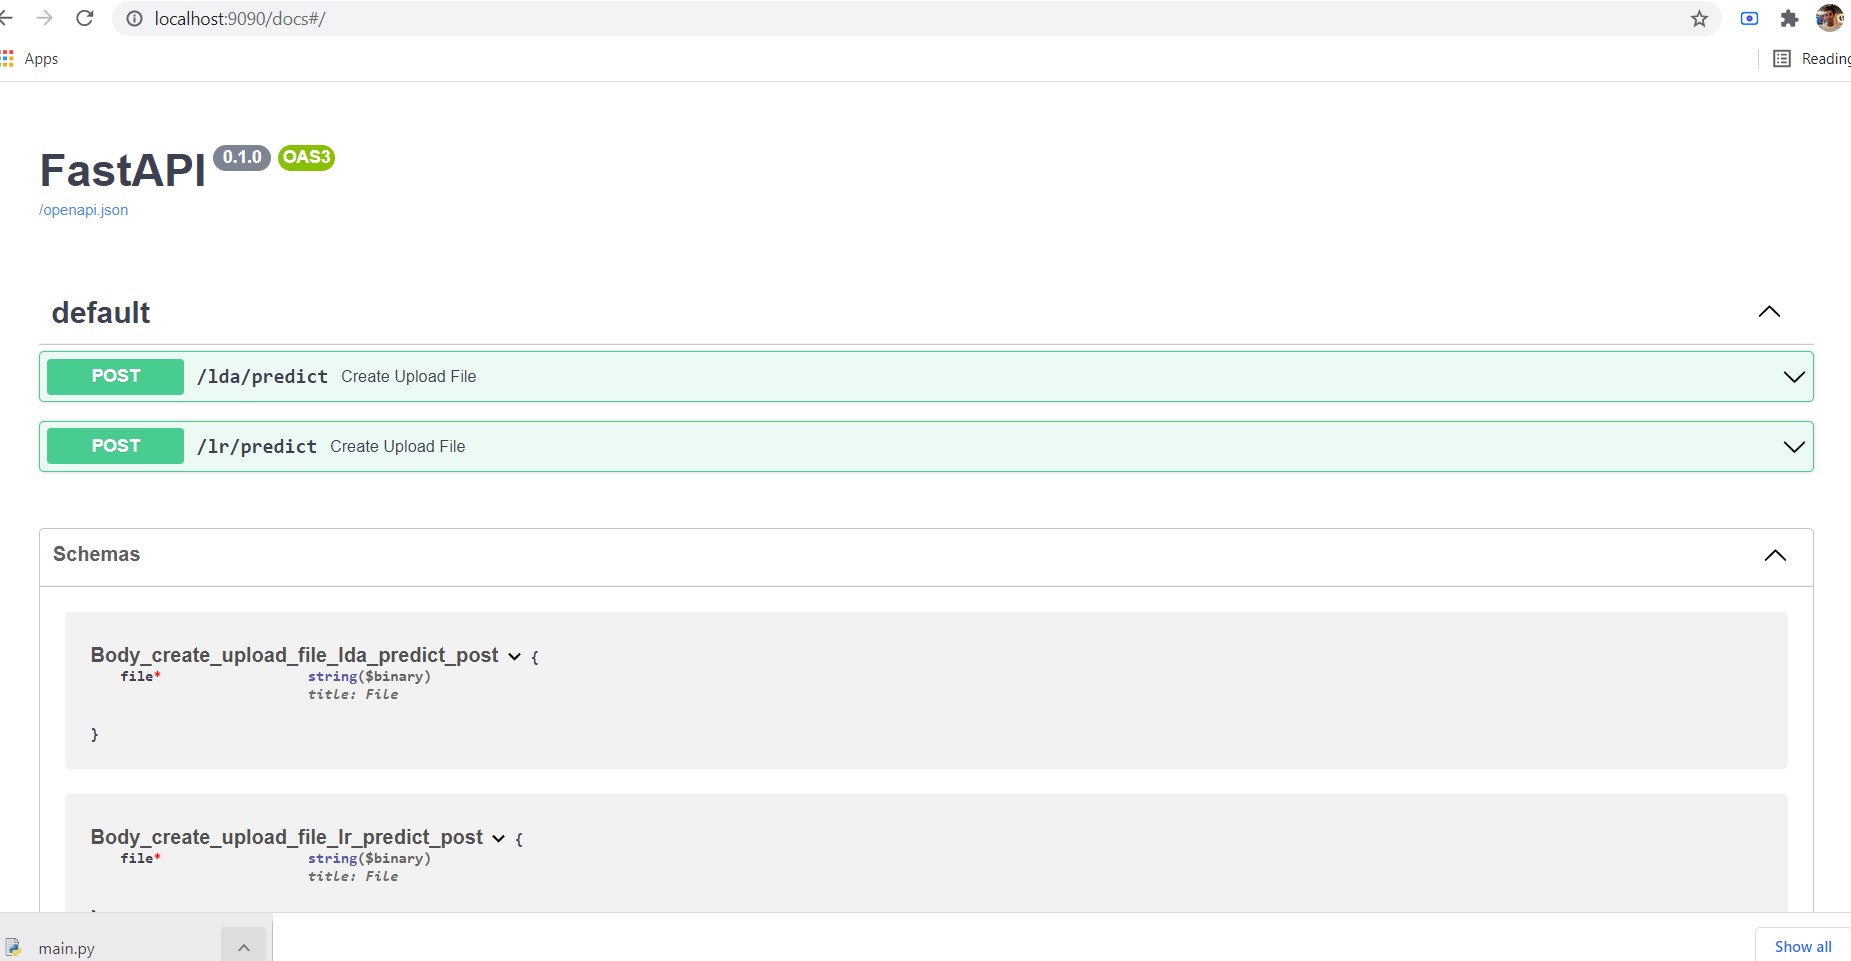 localhost:9090/docs#/
Apps
Reading
FastAPI 0.1.0 OAS3
/openapi.json
default
POST /lda/predict Create Upload File
POST /lr/predict Create Upload File
Schemas
Body_create_upload_file_lda_predict_post {
file* string($binary)
title: File
}
Body_create_upload_file_lr_predict_post {
file* string($binary)
title: File
main.py
Show all